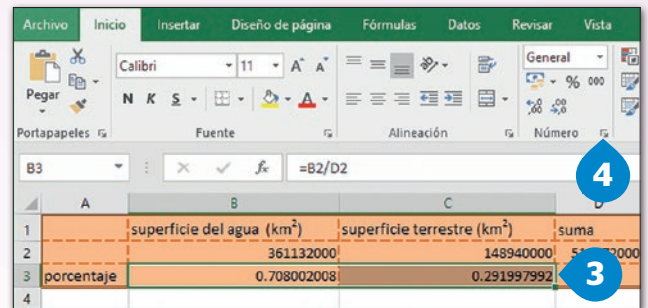 Archivo Inicio Insertar Diseño de página Fórmulas Datos Revisar Vista
Pegar
Calibri 11 A A
General
N K S A
% 000
Portapapeles Fuente Alineación Número
4
B3 fx =B2/D2
A B C D
1 superficie del agua (km²) superficie terrestre (km²) suma
2 361132000 148940000
3 porcentaje 0.708002008 0.291997992
3
4